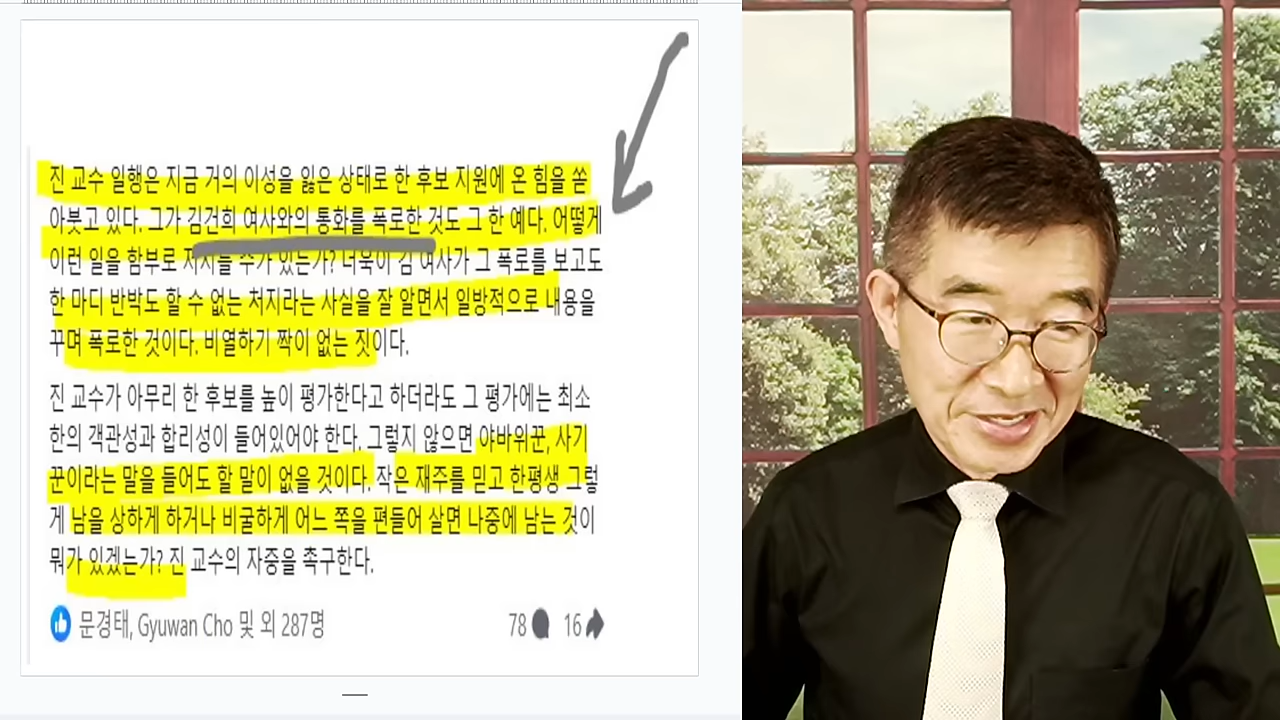 진 교수 일행은 지금 거의 이성을 잃은 상태로 한 후보 지원에 온 힘을 쏟
아붓고 있다. 그가 김건희 여사와의 통화를 폭로한 것도 그 한 예다. 어떻게
이런 일을 함부로 저지를 수가 있는가? 더욱이 김 여사가 그 폭로를 보고도
한 마디 반박도 할 수 없는 처지라는 사실을 잘 알면서 일방적으로 내용을
꾸며 폭로한 것이다. 비열하기 짝이 없는 짓이다.
진 교수가 아무리 한 후보를 높이 평가한다고 하더라도 그 평가에는 최소
한의 객관성과 합리성이 들어있어야 한다. 그렇지 않으면 야바위꾼, 사기
꾼이라는 말을 들어도 할 말이 없을 것이다. 작은 재주를 믿고 한평생 그렇
게 남을 상하게 하거나 비굴하게 어느 쪽을 편들어 살면 나중에 남는 것이
뭐가 있겠는가? 진 교수의 자중을 촉구한다.
문경태, Gyuwan Cho 및 외 287명
78 16